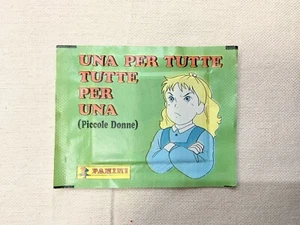 UNA PER TUTTE
TUTTE
PER
UNA
(Piccole Donne)
PANINI